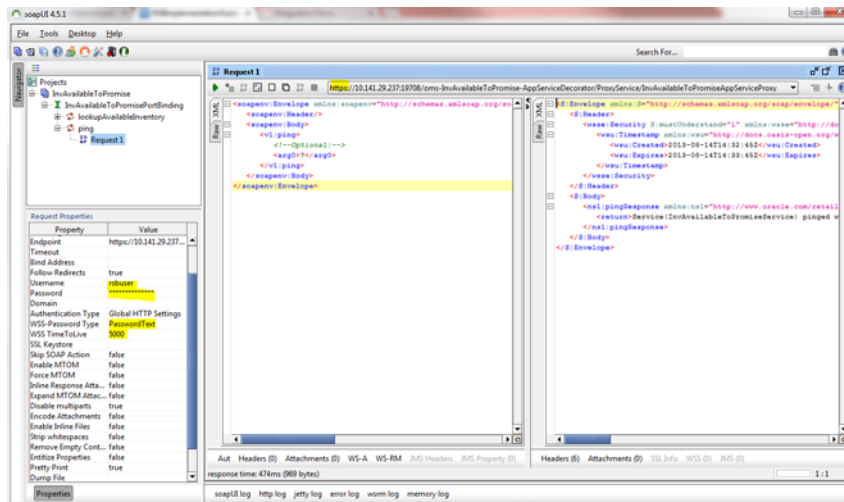 soapUI 4.5.1
File Tools Desktop Help
Search For...
Navigator
Projects
InvAvailableToPromise
InvAvailableToPromisePortBinding
lookupAvailableInventory
ping
Request 1
Request Properties
Property Value
Endpoint https://10.141.29.237...
Timeout
Bind Address
Follow Redirects true
Username rsbuser
Password **************
Domain
Authentication Type Global HTTP Settings
WSS-Password Type PasswordText
WSS TimeToLive 5000
SSL Keystore
Skip SOAP Action false
Enable MTOM false
Force MTOM false
Inline Response Atta... false
Expand MTOM Attac... false
Disable multiparts true
Encode Attachments false
Enable Inline Files false
Strip whitespaces false
Remove Empty Cont... false
Entitize Properties false
Pretty Print true
Dump File
Properties
Request 1
https://10.141.29.237:19708/oms-InvAvailableToPromise-AppServiceDecorator/ProxyService/InvAvailableToPromiseAppServiceProxy
XML
Raw
<soapenv:Envelope xmlns:soapenv="http://schemas.xmlsoap.org/so
<soapenv:Header/>
<soapenv:Body>
<v1:ping>
<!--Optional:-->
<arg0>?</arg0>
</v1:ping>
</soapenv:Body>
</soapenv:Envelope>
Aut Headers (0) Attachments (0) WS-A WS-RM JMS Headers JMS Property (0)
response time: 474ms (969 bytes)
XML
Raw
<S:Envelope xmlns:S="http://schemas.xmlsoap.org/soap/envelope/"
<S:Header>
<wsse:Security S:mustUnderstand="1" xmlns:wsse="http://do
<wsu:Timestamp xmlns:wsu="http://docs.oasis-open.org/w
<wsu:Created>2013-08-14T14:32:45Z</wsu:Created>
<wsu:Expires>2013-08-14T14:33:45Z</wsu:Expires>
</wsu:Timestamp>
</wsse:Security>
</S:Header>
<S:Body>
<ns1:pingResponse xmlns:ns1="http://www.oracle.com/retail
<return>Service(InvAvailableToPromiseService) pinged w
</ns1:pingResponse>
</S:Body>
</S:Envelope>
Headers (6) Attachments (0) SSL Info WSS (0) JMS (0)
1:1
soapUI log http log jetty log error log wsrm log memory log